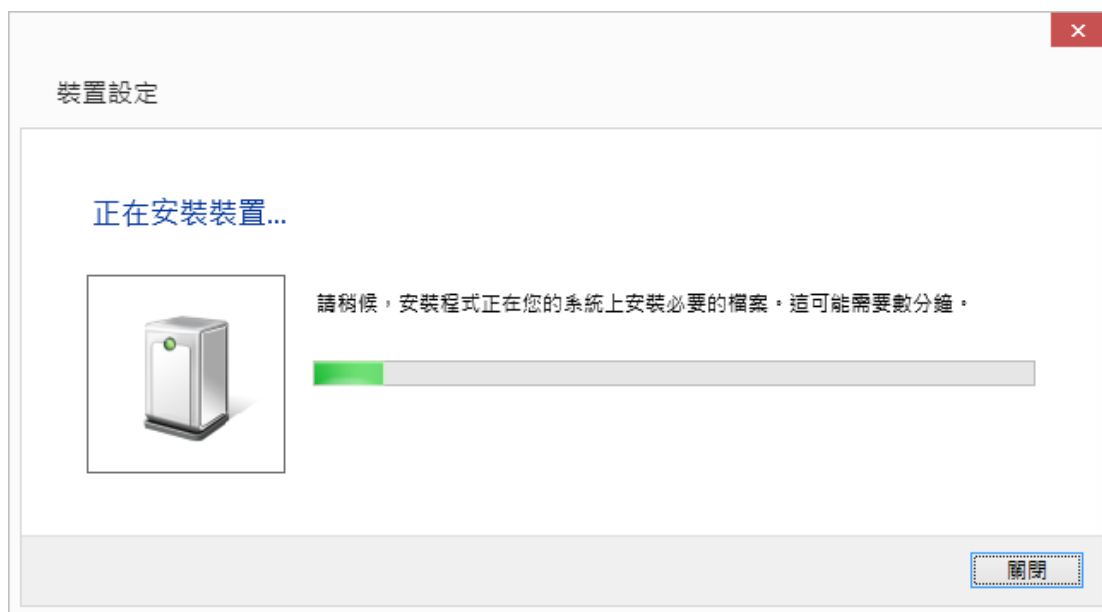 裝置設定
正在安裝裝置...
請稍候，安裝程式正在您的系統上安裝必要的檔案。這可能需要數分鐘。
關閉